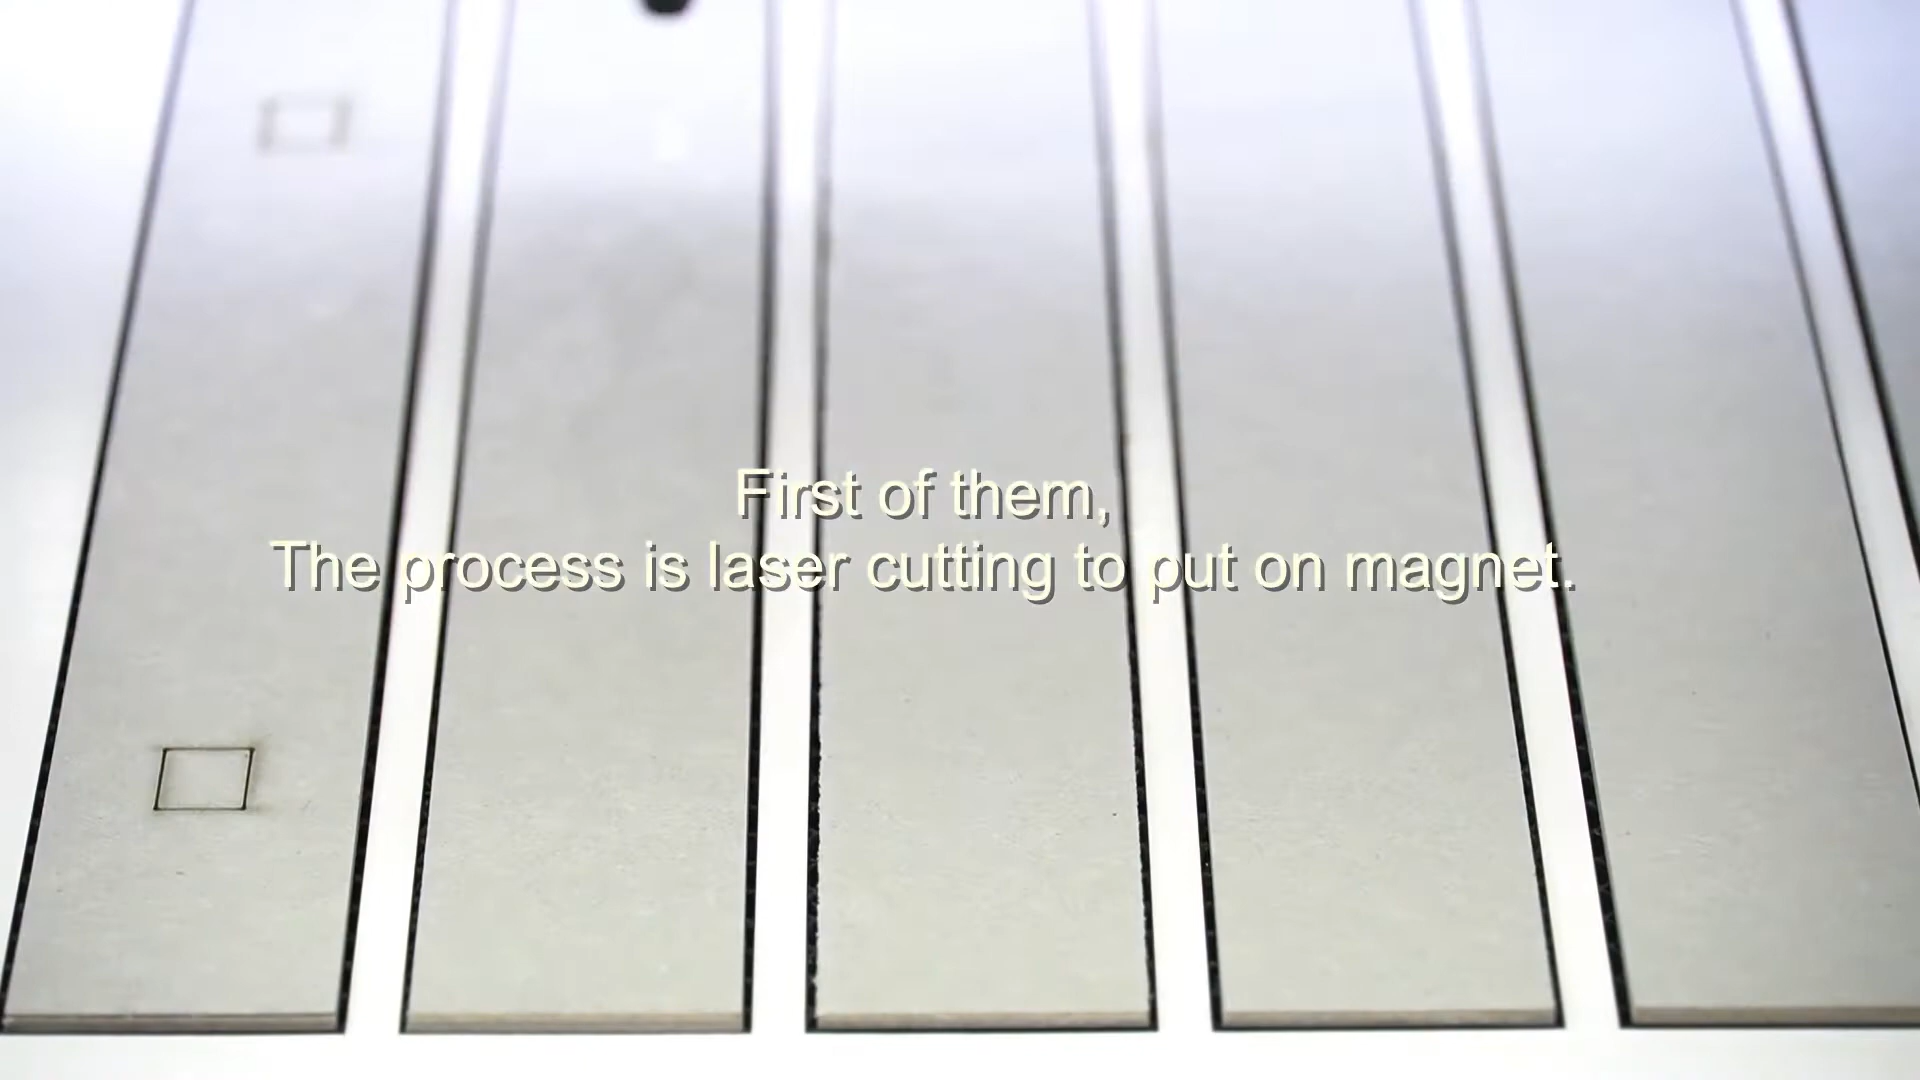 First of them,
The process is laser cutting to put on magnet.